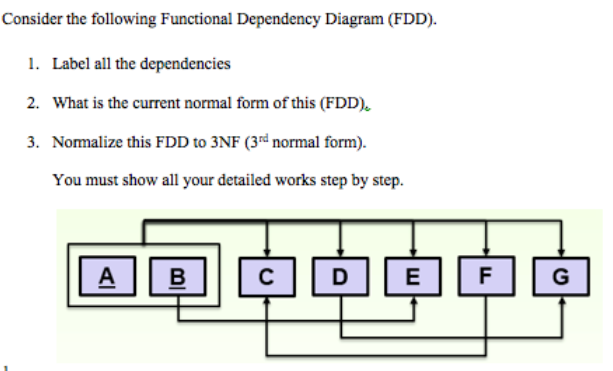 Consider the following Functional Dependency Diagram (FDD).
1. Label all the dependencies
2. What is the current normal form of this (FDD).
3. Normalize this FDD to 3NF (3rd normal form).
You must show all your detailed works step by step.
A B C D E F G